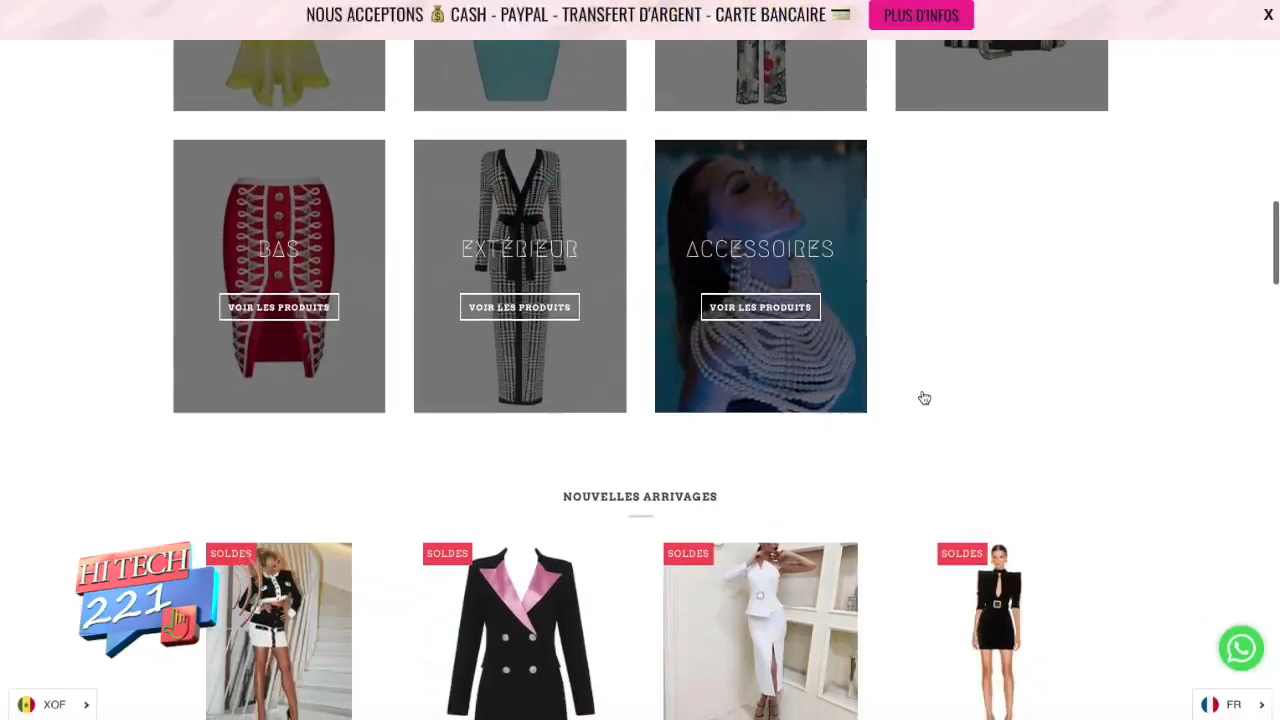 NOUS ACCEPTONS 💰 CASH - PAYPAL - TRANSFERT D'ARGENT - CARTE BANCAIRE 💳 PLUS D'INFOS X
BAS EXTÉRIEUR ACCESSOIRES
VOIR LES PRODUITS VOIR LES PRODUITS VOIR LES PRODUITS
NOUVELLES ARRIVAGES
SOLDES SOLDES SOLDES SOLDES
HI TECH
221
XOF FR